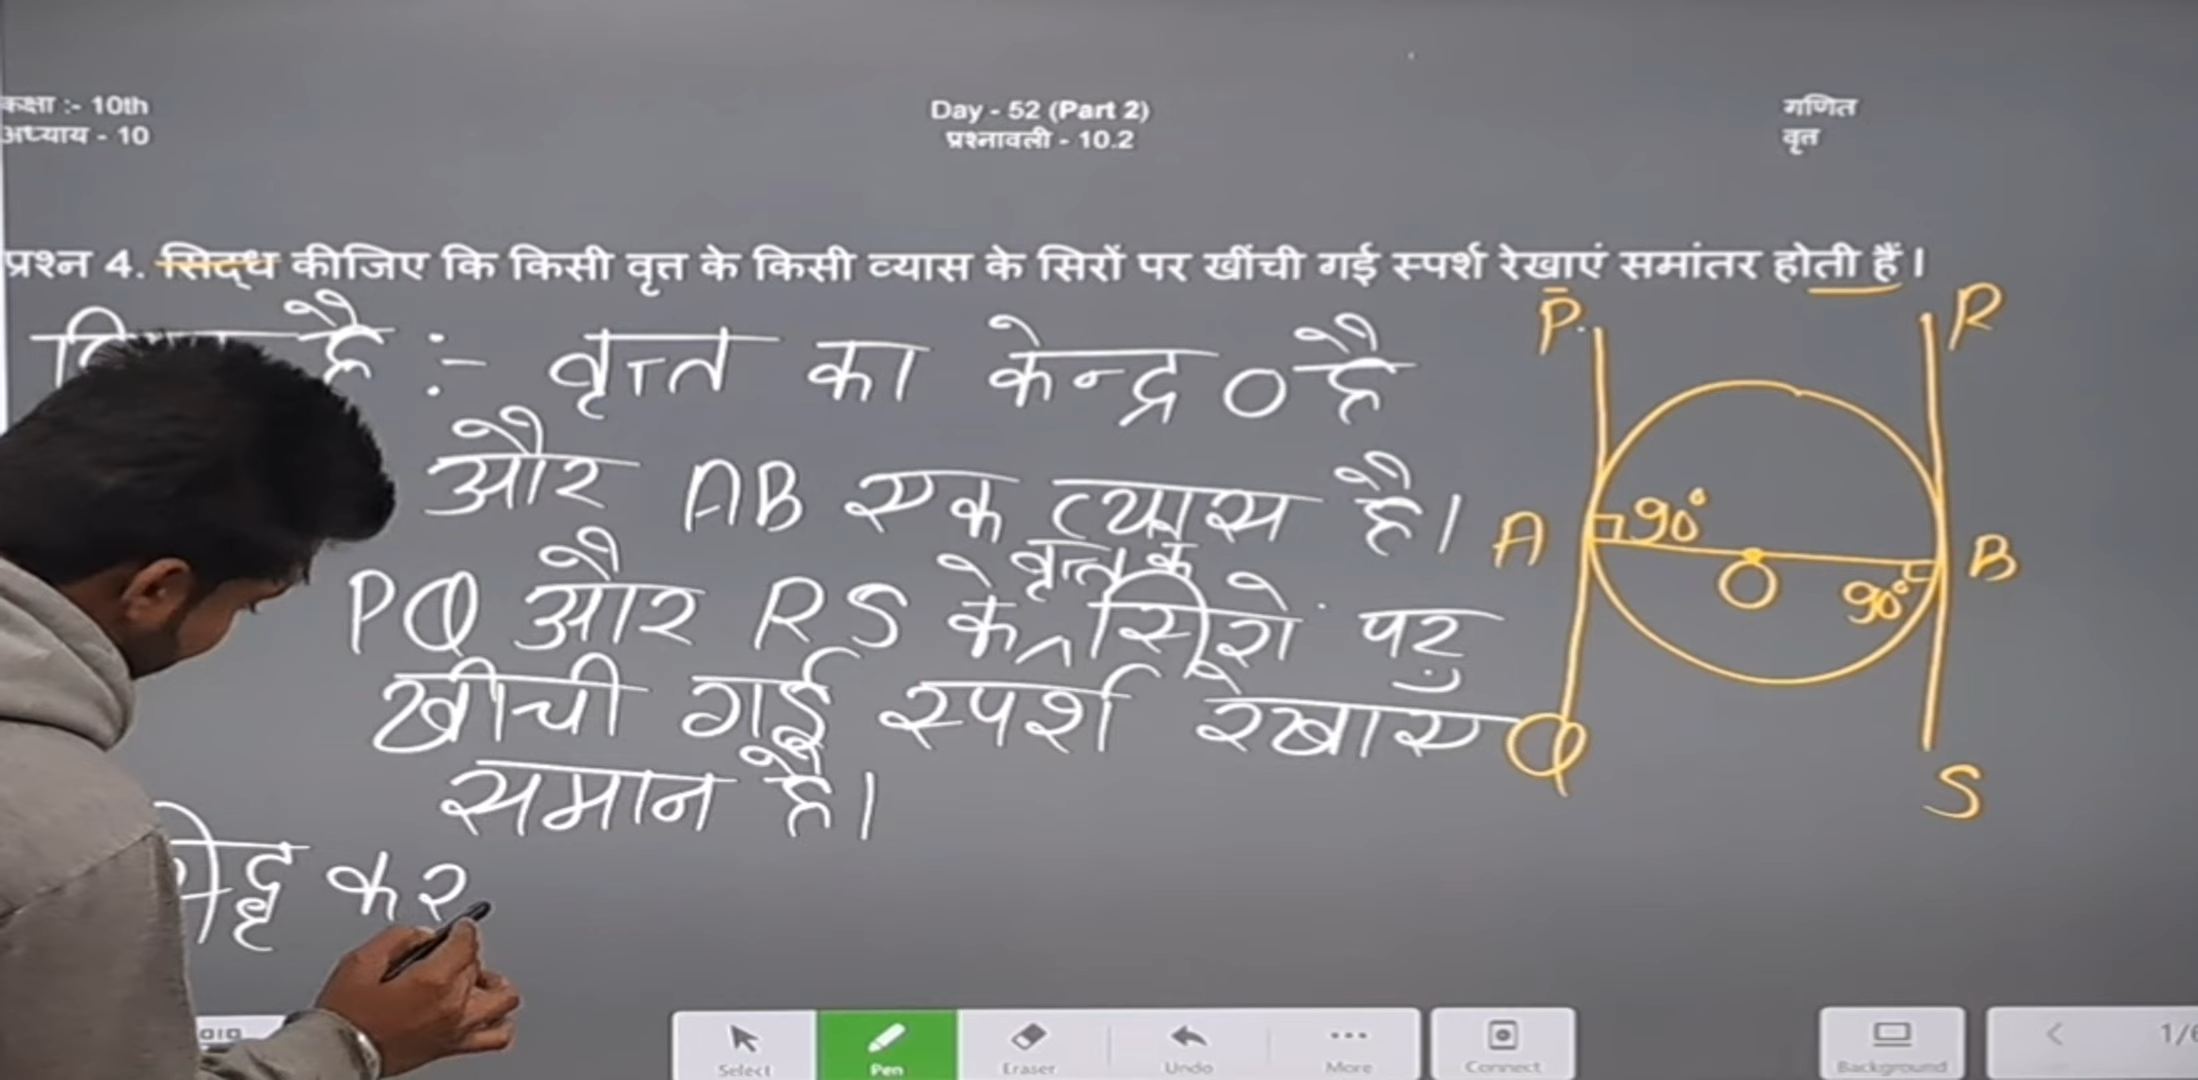 कक्षा :- 10th
अध्याय - 10
Day - 52 (Part 2)
प्रश्नावली - 10.2
गणित
वृत
प्रश्न 4. सिद्ध कीजिए कि किसी वृत्त के किसी व्यास के सिरों पर खींची गई स्पर्श रेखाएं समांतर होती हैं।
है :- वृत्त का केन्द्र O है
और AB एक व्यास है।
वृत्त के
PQ और RS के ^ सिरों पर
खीची गई स्पर्श रेखाएँ
समान है।
कर
P
R
A
90°
O
90°
B
Q
S
Select
Pen
Eraser
Undo
More
Connect
Background
1/6